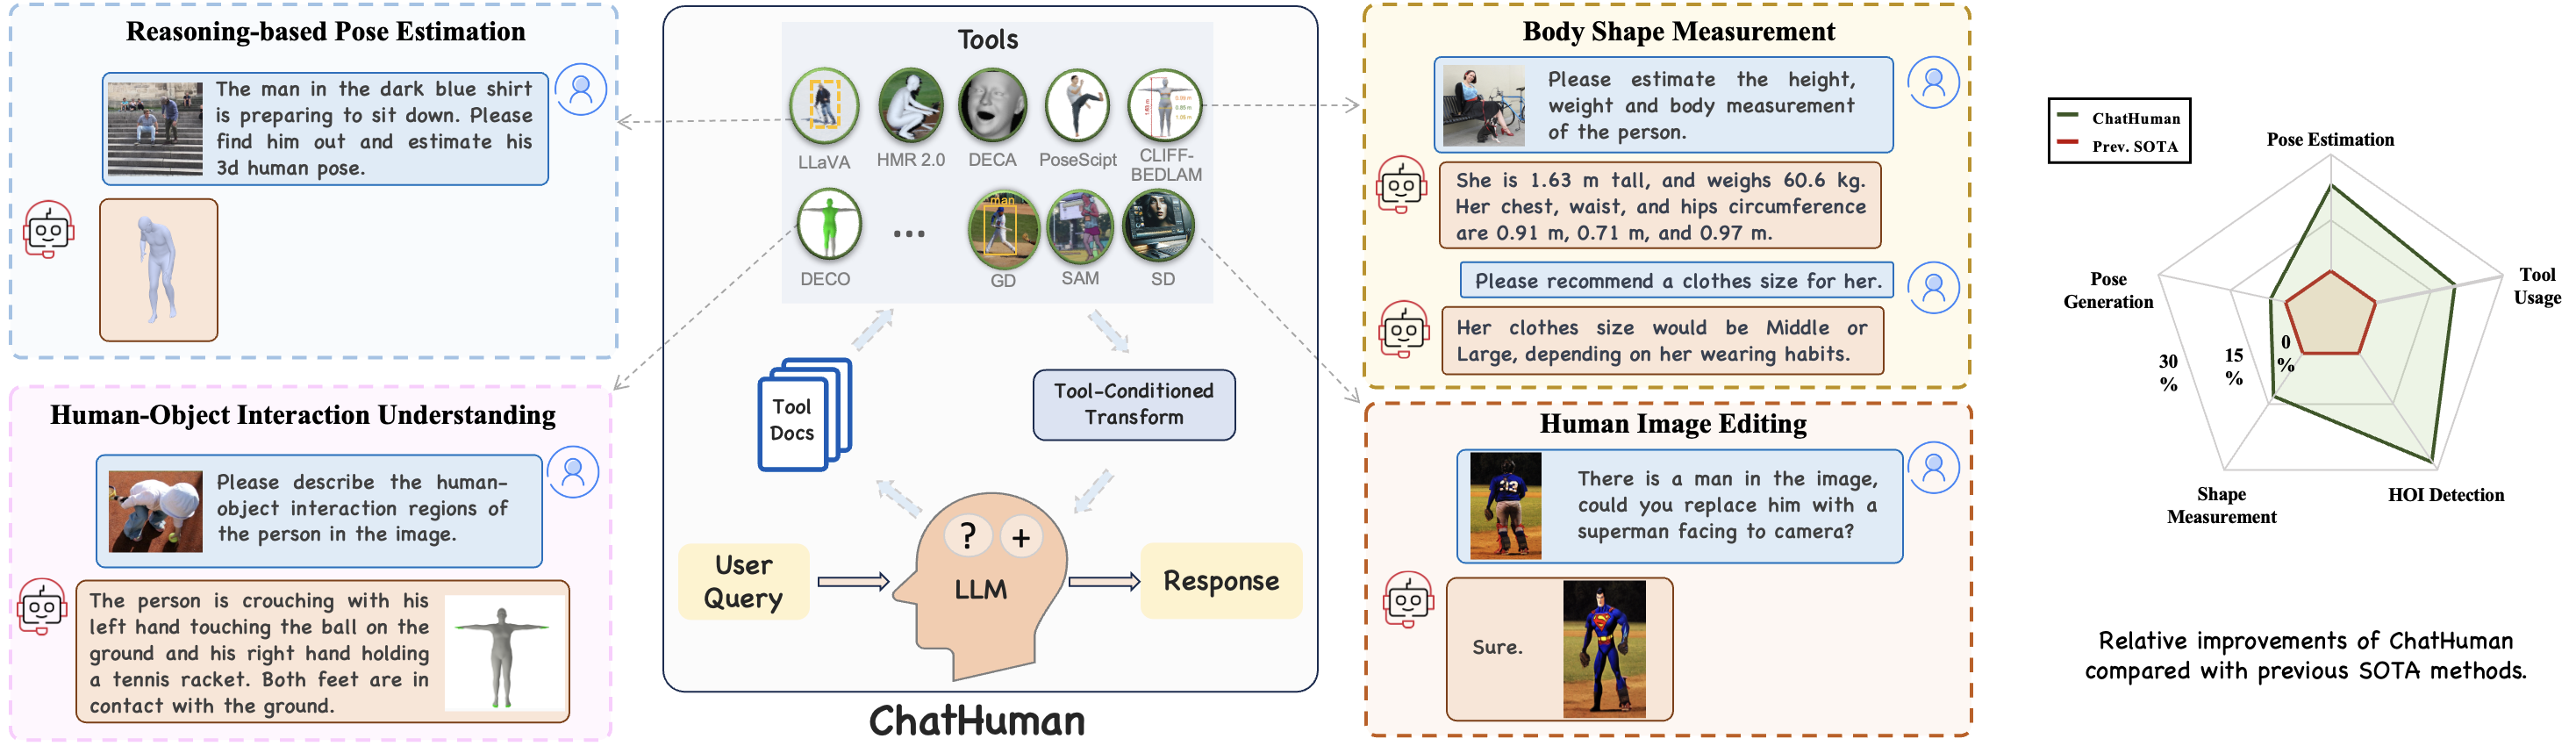 Reasoning-based Pose Estimation
The man in the dark blue shirt
is preparing to sit down. Please
find him out and estimate his
3d human pose.
Human-Object Interaction Understanding
Please describe the human-
object interaction regions of
the person in the image.
The person is crouching with his
left hand touching the ball on the
ground and his right hand holding
a tennis racket. Both feet are in
contact with the ground.
Tools
LLaVA
HMR 2.0
DECA
PoseScipt
CLIFF-
BEDLAM
DECO
...
man
GD
SAM
SD
Tool
Docs
Tool-Conditioned
Transform
User
Query
? +
LLM
Response
ChatHuman
Body Shape Measurement
Please estimate the height,
weight and body measurement
of the person.
She is 1.63 m tall, and weighs 60.6 kg.
Her chest, waist, and hips circumference
are 0.91 m, 0.71 m, and 0.97 m.
Please recommend a clothes size for her.
Her clothes size would be Middle or
Large, depending on her wearing habits.
Human Image Editing
There is a man in the image,
could you replace him with a
superman facing to camera?
Sure.
ChatHuman
Prev. SOTA
Pose Estimation
Tool
Usage
Pose
Generation
0
%
15
%
30
%
Shape
Measurement
HOI Detection
Relative improvements of ChatHuman
compared with previous SOTA methods.